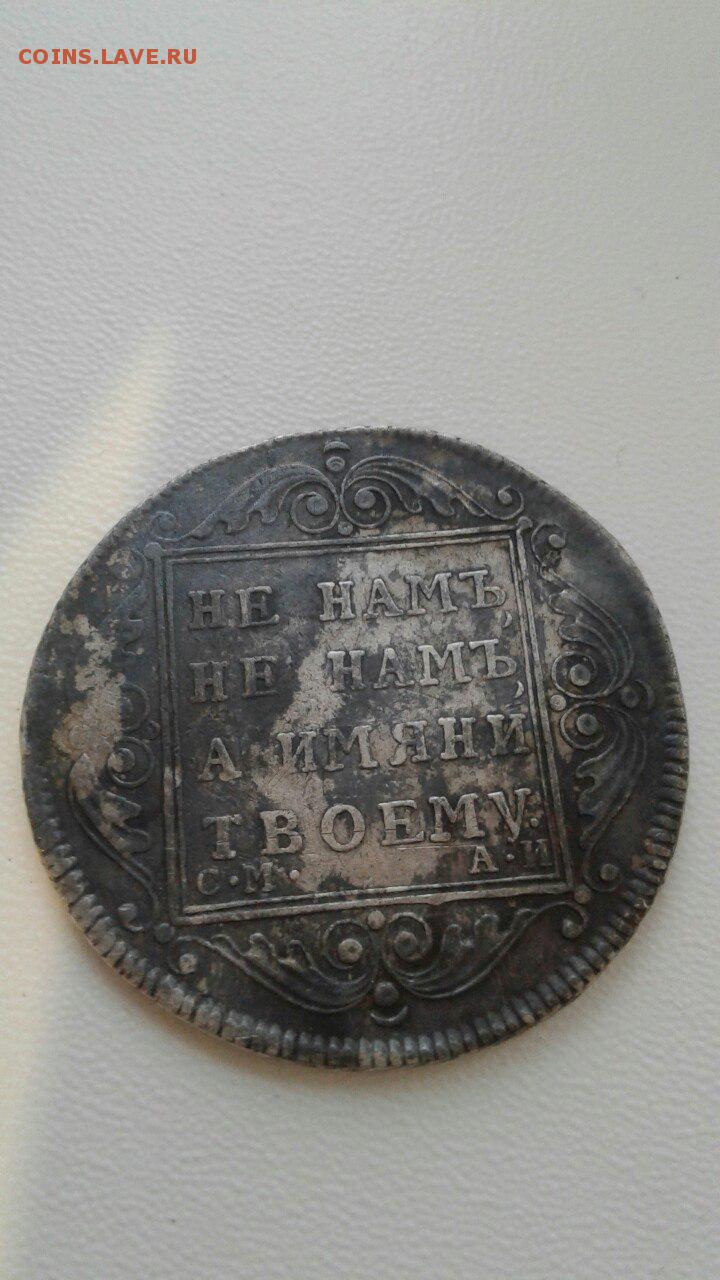 COINS.LAVE.RU
НЕ НАМЪ,
НЕ НАМЪ,
А ИМЯНИ
ТВОЕМУ.
С·М· А·И